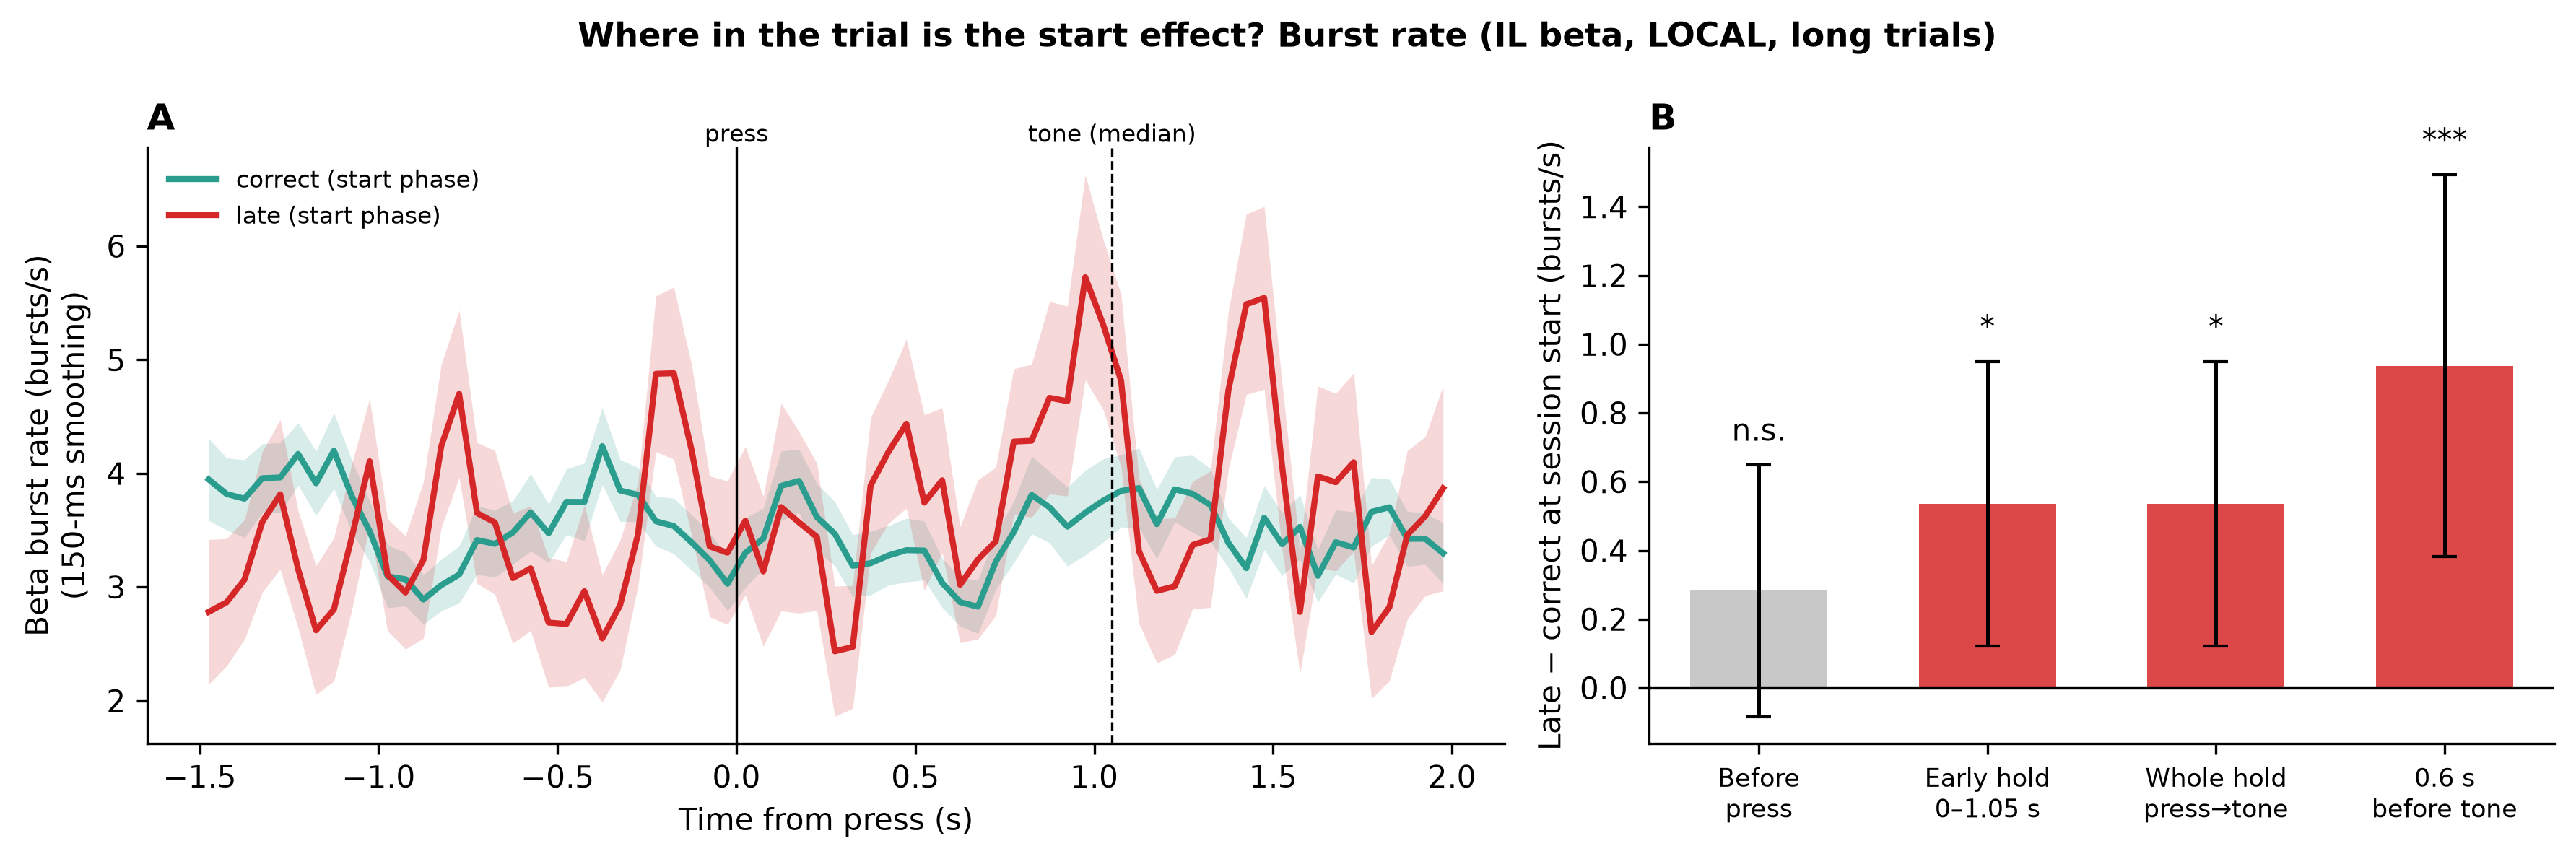 Where in the trial is the start effect? Burst rate (IL beta, LOCAL, long trials)
A
press
tone (median)
correct (start phase)
late (start phase)
Beta burst rate (bursts/s)
(150-ms smoothing)
6
5
4
3
2
−1.5
−1.0
−0.5
0.0
0.5
1.0
1.5
2.0
Time from press (s)
B
Late − correct at session start (bursts/s)
1.4
1.2
1.0
0.8
0.6
0.4
0.2
0.0
n.s.
*
*
***
Before
press
Early hold
0–1.05 s
Whole hold
press→tone
0.6 s
before tone